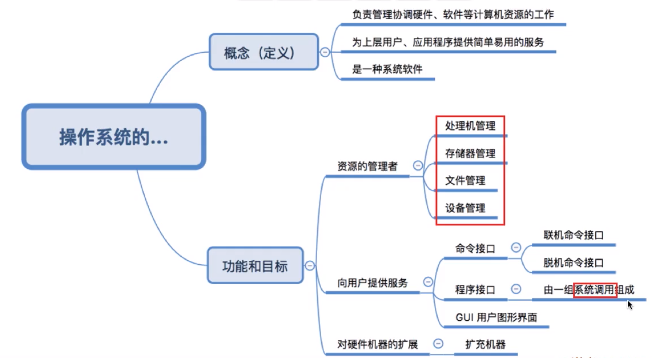 负责管理协调硬件、软件等计算机资源的工作
概念（定义）
为上层用户、应用程序提供简单易用的服务
是一种系统软件
操作系统的...
处理机管理
资源的管理者
存储器管理
文件管理
设备管理
功能和目标
向用户提供服务
命令接口
联机命令接口
脱机命令接口
程序接口
由一组系统调用组成
GUI 用户图形界面
对硬件机器的扩展
扩充机器